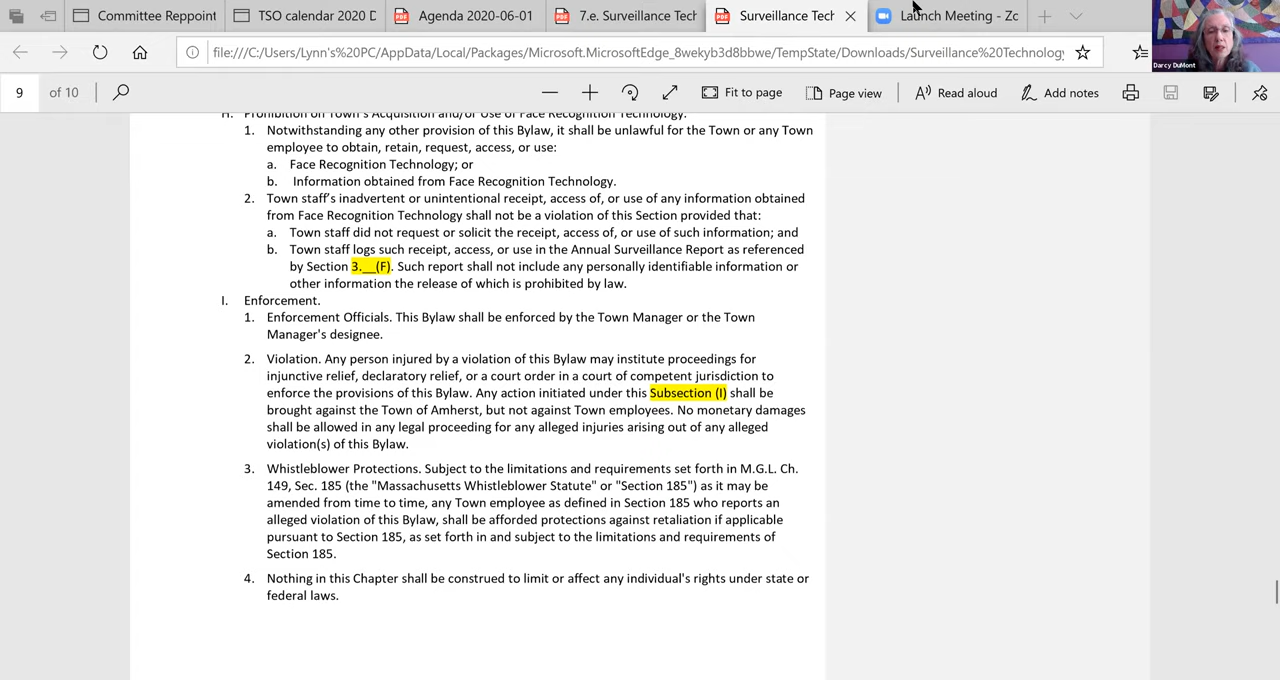 Committee Reppoint
TSO calendar 2020 D
Agenda 2020-06-01
7.e. Surveillance Tech
Surveillance Tech
Launch Meeting - Zc
file:///C:/Users/Lynn's%20PC/AppData/Local/Packages/Microsoft.MicrosoftEdge_8wekyb3d8bbwe/TempState/Downloads/Surveillance%20Technology
Darcy DuMont
9 of 10
Fit to page
Page view
Read aloud
Add notes
H. Prohibition on Town's Acquisition and/or Use of Face Recognition Technology.
1. Notwithstanding any other provision of this Bylaw, it shall be unlawful for the Town or any Town
employee to obtain, retain, request, access, or use:
a. Face Recognition Technology; or
b. Information obtained from Face Recognition Technology.
2. Town staff's inadvertent or unintentional receipt, access of, or use of any information obtained
from Face Recognition Technology shall not be a violation of this Section provided that:
a. Town staff did not request or solicit the receipt, access of, or use of such information; and
b. Town staff logs such receipt, access, or use in the Annual Surveillance Report as referenced
by Section 3.__(F). Such report shall not include any personally identifiable information or
other information the release of which is prohibited by law.
I. Enforcement.
1. Enforcement Officials. This Bylaw shall be enforced by the Town Manager or the Town
Manager's designee.
2. Violation. Any person injured by a violation of this Bylaw may institute proceedings for
injunctive relief, declaratory relief, or a court order in a court of competent jurisdiction to
enforce the provisions of this Bylaw. Any action initiated under this Subsection (I) shall be
brought against the Town of Amherst, but not against Town employees. No monetary damages
shall be allowed in any legal proceeding for any alleged injuries arising out of any alleged
violation(s) of this Bylaw.
3. Whistleblower Protections. Subject to the limitations and requirements set forth in M.G.L. Ch.
149, Sec. 185 (the "Massachusetts Whistleblower Statute" or "Section 185") as it may be
amended from time to time, any Town employee as defined in Section 185 who reports an
alleged violation of this Bylaw, shall be afforded protections against retaliation if applicable
pursuant to Section 185, as set forth in and subject to the limitations and requirements of
Section 185.
4. Nothing in this Chapter shall be construed to limit or affect any individual's rights under state or
federal laws.